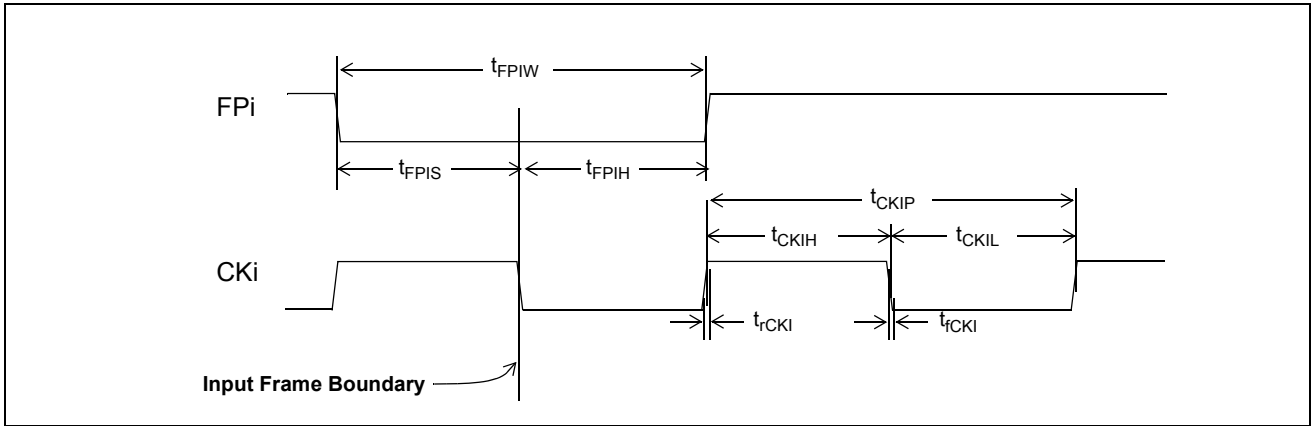 tFPIW
FPi
tFPIS
tFPIH
tCKIP
tCKIH
tCKIL
CKi
trCKI
tfCKI
Input Frame Boundary